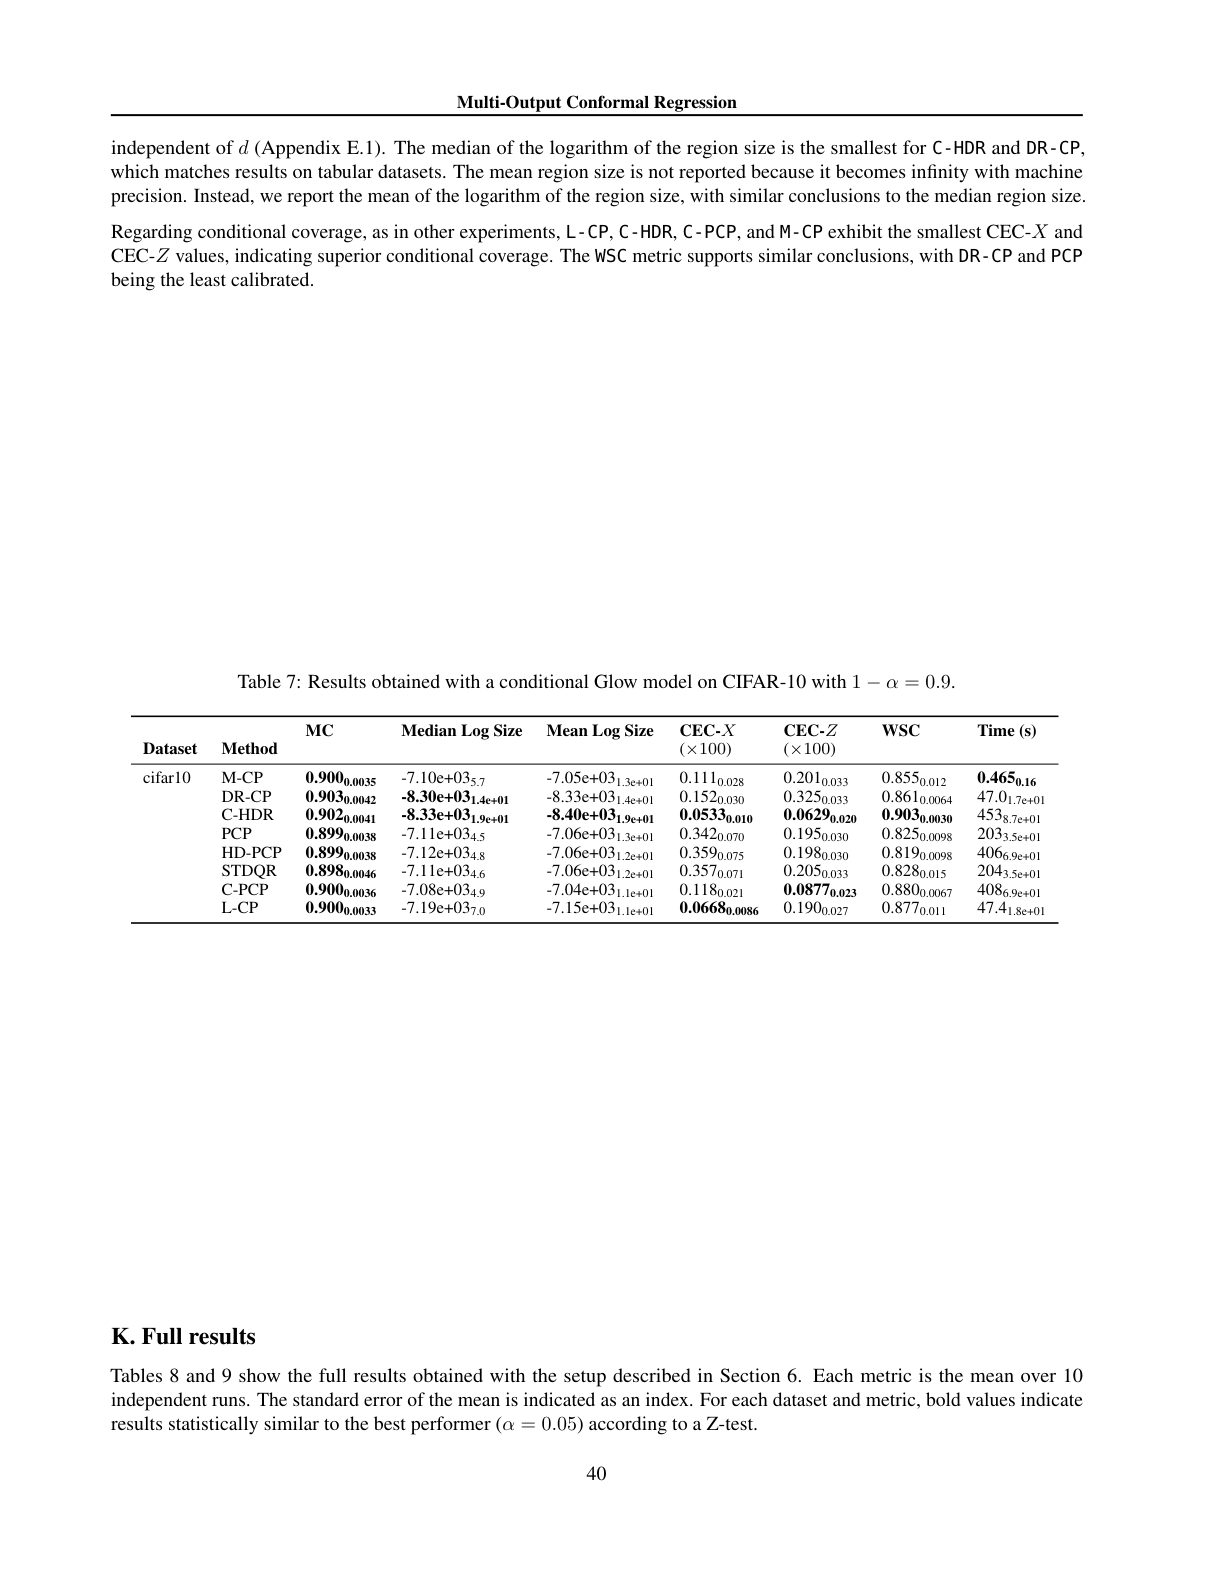 Multi-Output Conformal Regression
independent of d (Appendix E.1). The median of the logarithm of the region size is the smallest for C-HDR and DR-CP,
which matches results on tabular datasets. The mean region size is not reported because it becomes infinity with machine
precision. Instead, we report the mean of the logarithm of the region size, with similar conclusions to the median region size.
Regarding conditional coverage, as in other experiments, L-CP, C-HDR, C-PCP, and M-CP exhibit the smallest CEC-X and
CEC-Z values, indicating superior conditional coverage. The WSC metric supports similar conclusions, with DR-CP and PCP
being the least calibrated.
Table 7: Results obtained with a conditional Glow model on CIFAR-10 with 1 − α = 0.9.
MC Median Log Size Mean Log Size CEC-X CEC-Z WSC Time (s)
Dataset Method (×100) (×100)
cifar10 M-CP 0.900 0.0035 -7.10e+03 5.7 -7.05e+03 1.3e+01 0.111 0.028 0.201 0.033 0.855 0.012 0.465 0.16
DR-CP 0.903 0.0042 -8.30e+03 1.4e+01 -8.33e+03 1.4e+01 0.152 0.030 0.325 0.033 0.861 0.0064 47.0 1.7e+01
C-HDR 0.902 0.0041 -8.33e+03 1.9e+01 -8.40e+03 1.9e+01 0.0533 0.010 0.0629 0.020 0.903 0.0030 453 8.7e+01
PCP 0.899 0.0038 -7.11e+03 4.5 -7.06e+03 1.3e+01 0.342 0.070 0.195 0.030 0.825 0.0098 203 3.5e+01
HD-PCP 0.899 0.0038 -7.12e+03 4.8 -7.06e+03 1.2e+01 0.359 0.075 0.198 0.030 0.819 0.0098 406 6.9e+01
STDQR 0.898 0.0046 -7.11e+03 4.6 -7.06e+03 1.2e+01 0.357 0.071 0.205 0.033 0.828 0.015 204 3.5e+01
C-PCP 0.900 0.0036 -7.08e+03 4.9 -7.04e+03 1.1e+01 0.118 0.021 0.0877 0.023 0.880 0.0067 408 6.9e+01
L-CP 0.900 0.0033 -7.19e+03 7.0 -7.15e+03 1.1e+01 0.0668 0.0086 0.190 0.027 0.877 0.011 47.4 1.8e+01
K. Full results
Tables 8 and 9 show the full results obtained with the setup described in Section 6. Each metric is the mean over 10
independent runs. The standard error of the mean is indicated as an index. For each dataset and metric, bold values indicate
results statistically similar to the best performer (α = 0.05) according to a Z-test.
40